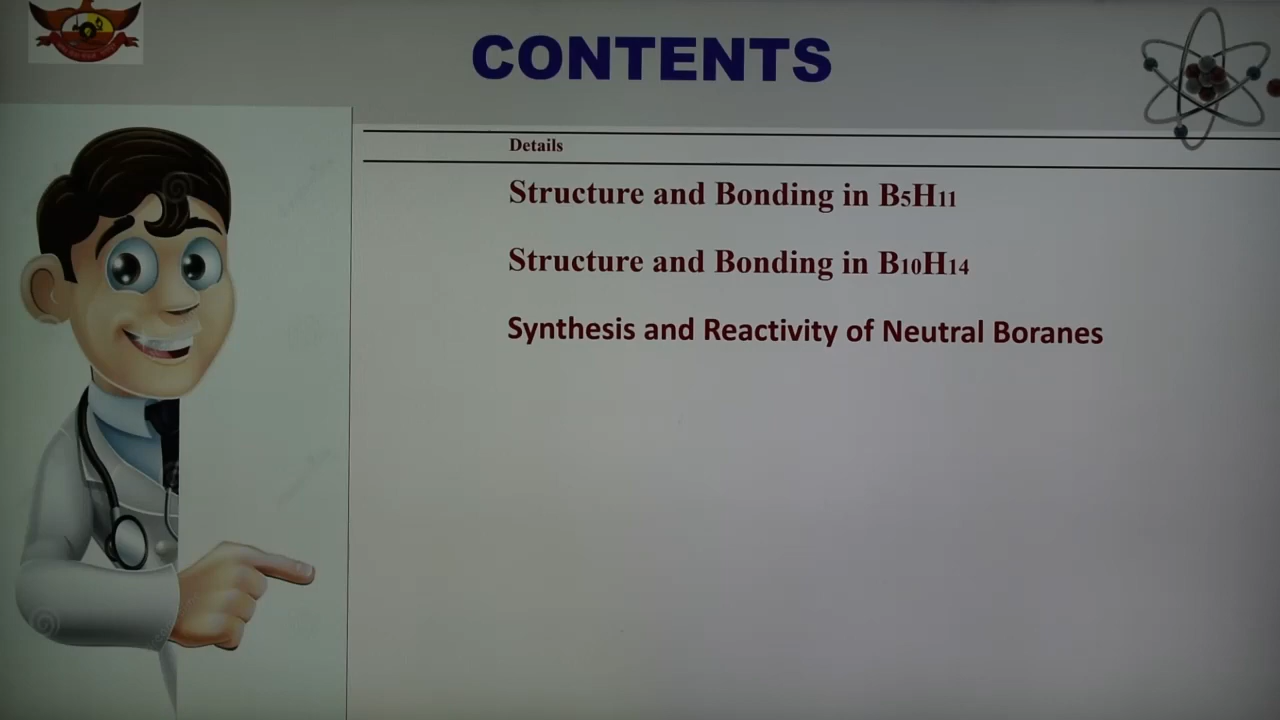 CONTENTS
Details
Structure and Bonding in B5H11
Structure and Bonding in B10H14
Synthesis and Reactivity of Neutral Boranes